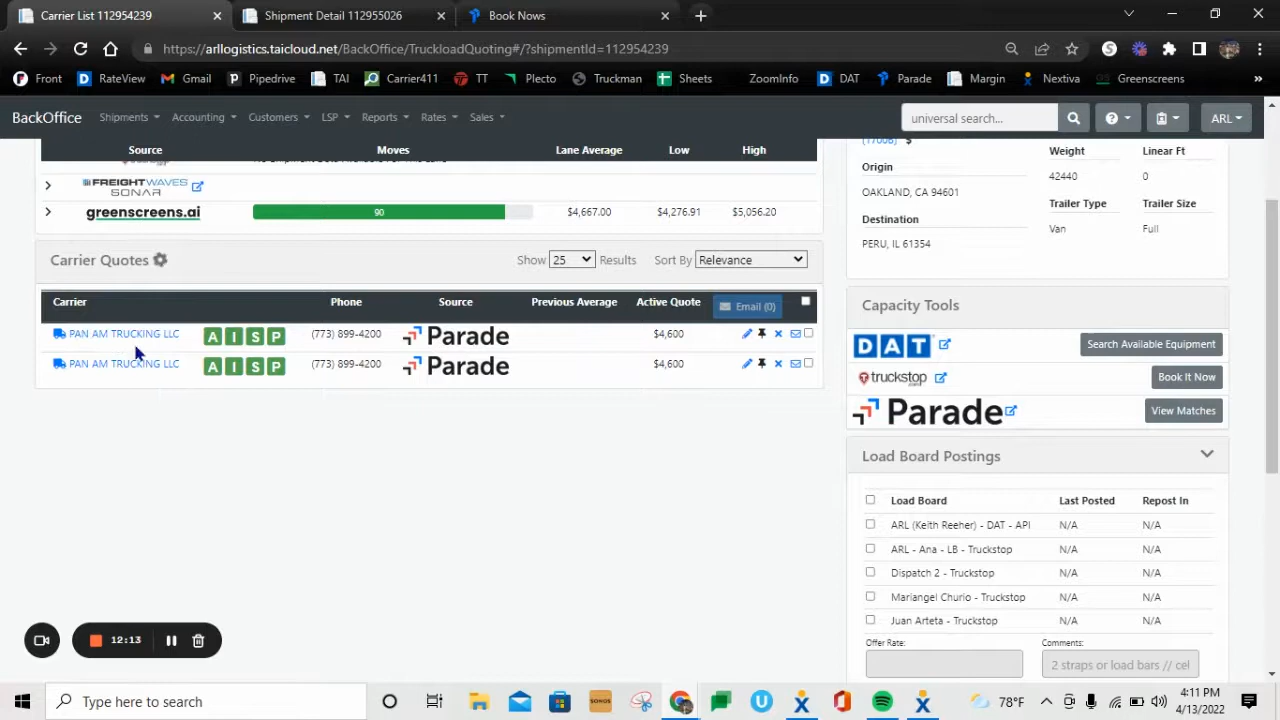 Carrier List 112954239
Shipment Detail 112955026
Book Nows
https://arllogistics.taicloud.net/BackOffice/TruckloadQuoting#/?shipmentId=112954239
Front RateView Gmail Pipedrive TAI Carrier411 TT Plecto Truckman Sheets ZoomInfo DAT Parade Margin Nextiva Greenscreens »
BackOffice Shipments Accounting Customers LSP Reports Rates Sales universal search... ARL
Source Moves Lane Average Low High
FREIGHTWAVES
SONAR
greenscreens.ai 90 $4,667.00 $4,276.91 $5,056.20
Carrier Quotes Show 25 Results Sort By Relevance
Carrier Phone Source Previous Average Active Quote Email (0)
PAN AM TRUCKING LLC A I S P (773) 899-4200 Parade $4,600
PAN AM TRUCKING LLC A I S P (773) 899-4200 Parade $4,600
(17006) $
Origin
OAKLAND, CA 94601
Destination
PERU, IL 61354
Weight Linear Ft
42440 0
Trailer Type Trailer Size
Van Full
Capacity Tools
DAT Search Available Equipment
truckstop Book It Now
Parade View Matches
Load Board Postings
Load Board Last Posted Repost In
ARL (Keith Reeher) - DAT - API N/A N/A
ARL - Ana - LB - Truckstop N/A N/A
Dispatch 2 - Truckstop N/A N/A
Mariangel Churio - Truckstop N/A N/A
Juan Arteta - Truckstop N/A N/A
Offer Rate: Comments:
2 straps or load bars // cel
12:13
Type here to search
SONOS
78°F
4:11 PM
4/13/2022